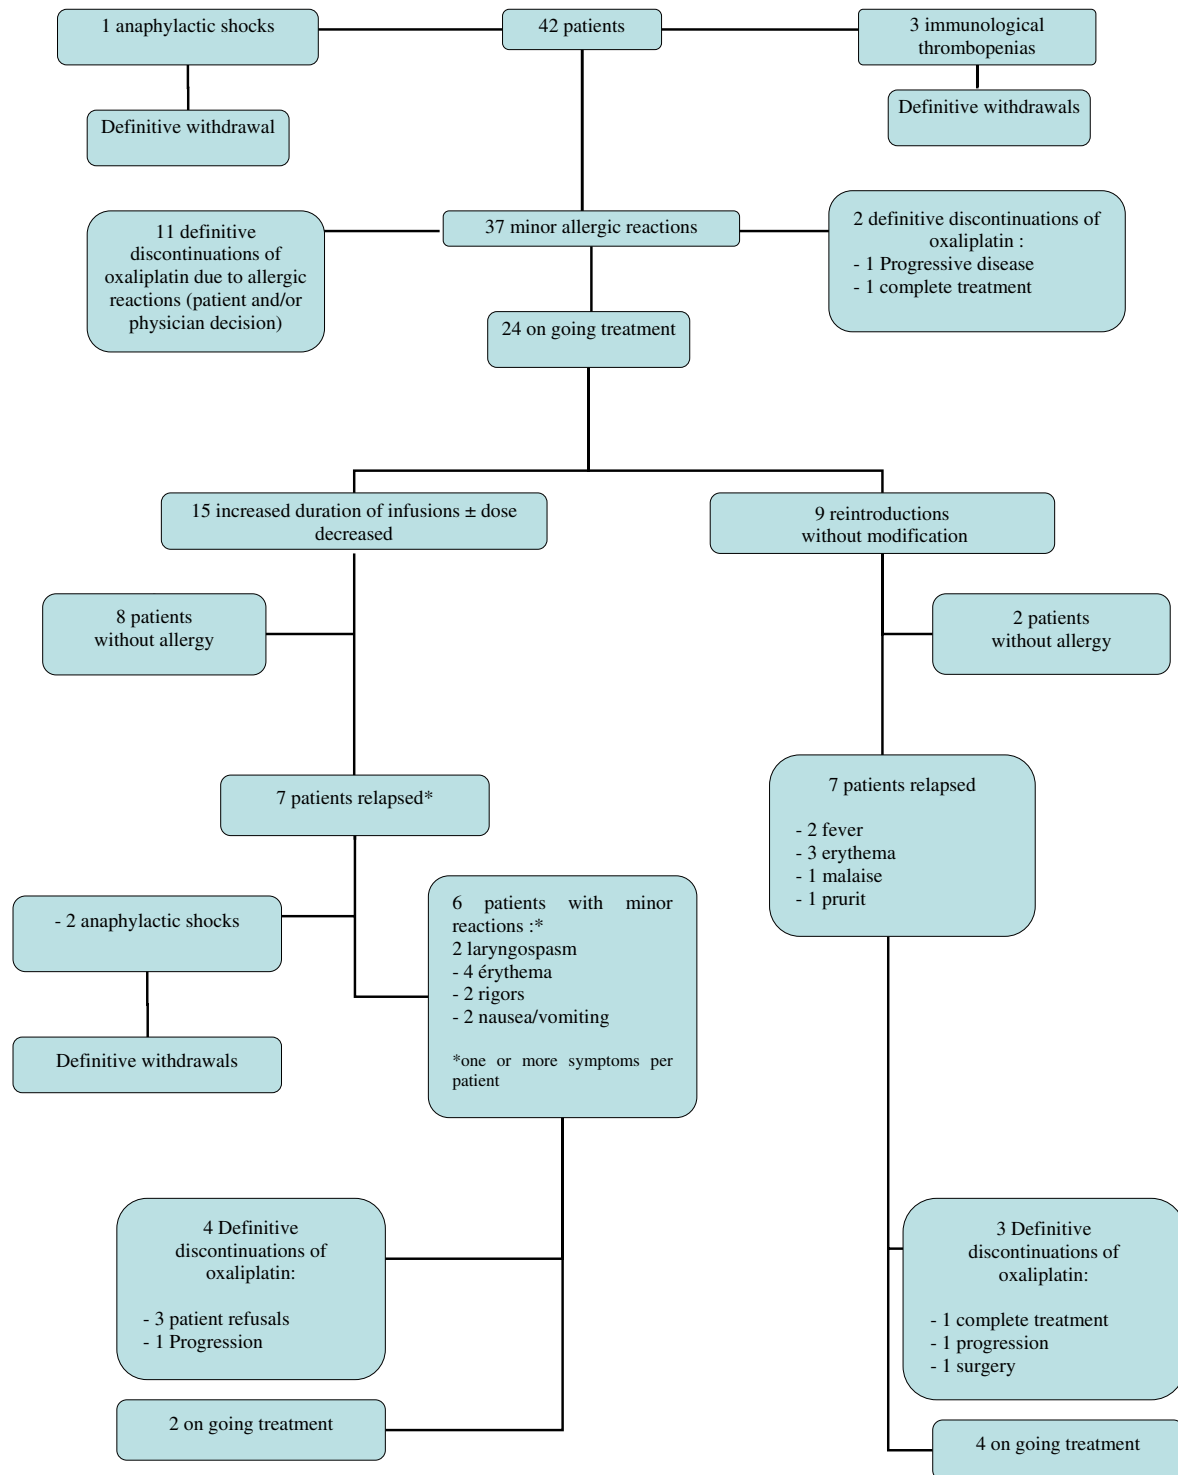 1 anaphylactic shocks
42 patients
3 immunological
thrombopenias
Definitive withdrawal
Definitive withdrawals
11 definitive
discontinuations of
oxaliplatin due to allergic
reactions (patient and/or
physician decision)
37 minor allergic reactions
2 definitive discontinuations of
oxaliplatin :
- 1 Progressive disease
- 1 complete treatment
24 on going treatment
15 increased duration of infusions ± dose
decreased
9 reintroductions
without modification
8 patients
without allergy
2 patients
without allergy
7 patients relapsed*
7 patients relapsed
- 2 fever
- 3 erythema
- 1 malaise
- 1 prurit
- 2 anaphylactic shocks
6 patients with minor
reactions :*
2 laryngospasm
- 4 érythema
- 2 rigors
- 2 nausea/vomiting
*one or more symptoms per
patient
Definitive withdrawals
4 Definitive
discontinuations of
oxaliplatin:
- 3 patient refusals
- 1 Progression
3 Definitive
discontinuations of
oxaliplatin:
- 1 complete treatment
- 1 progression
- 1 surgery
2 on going treatment
4 on going treatment